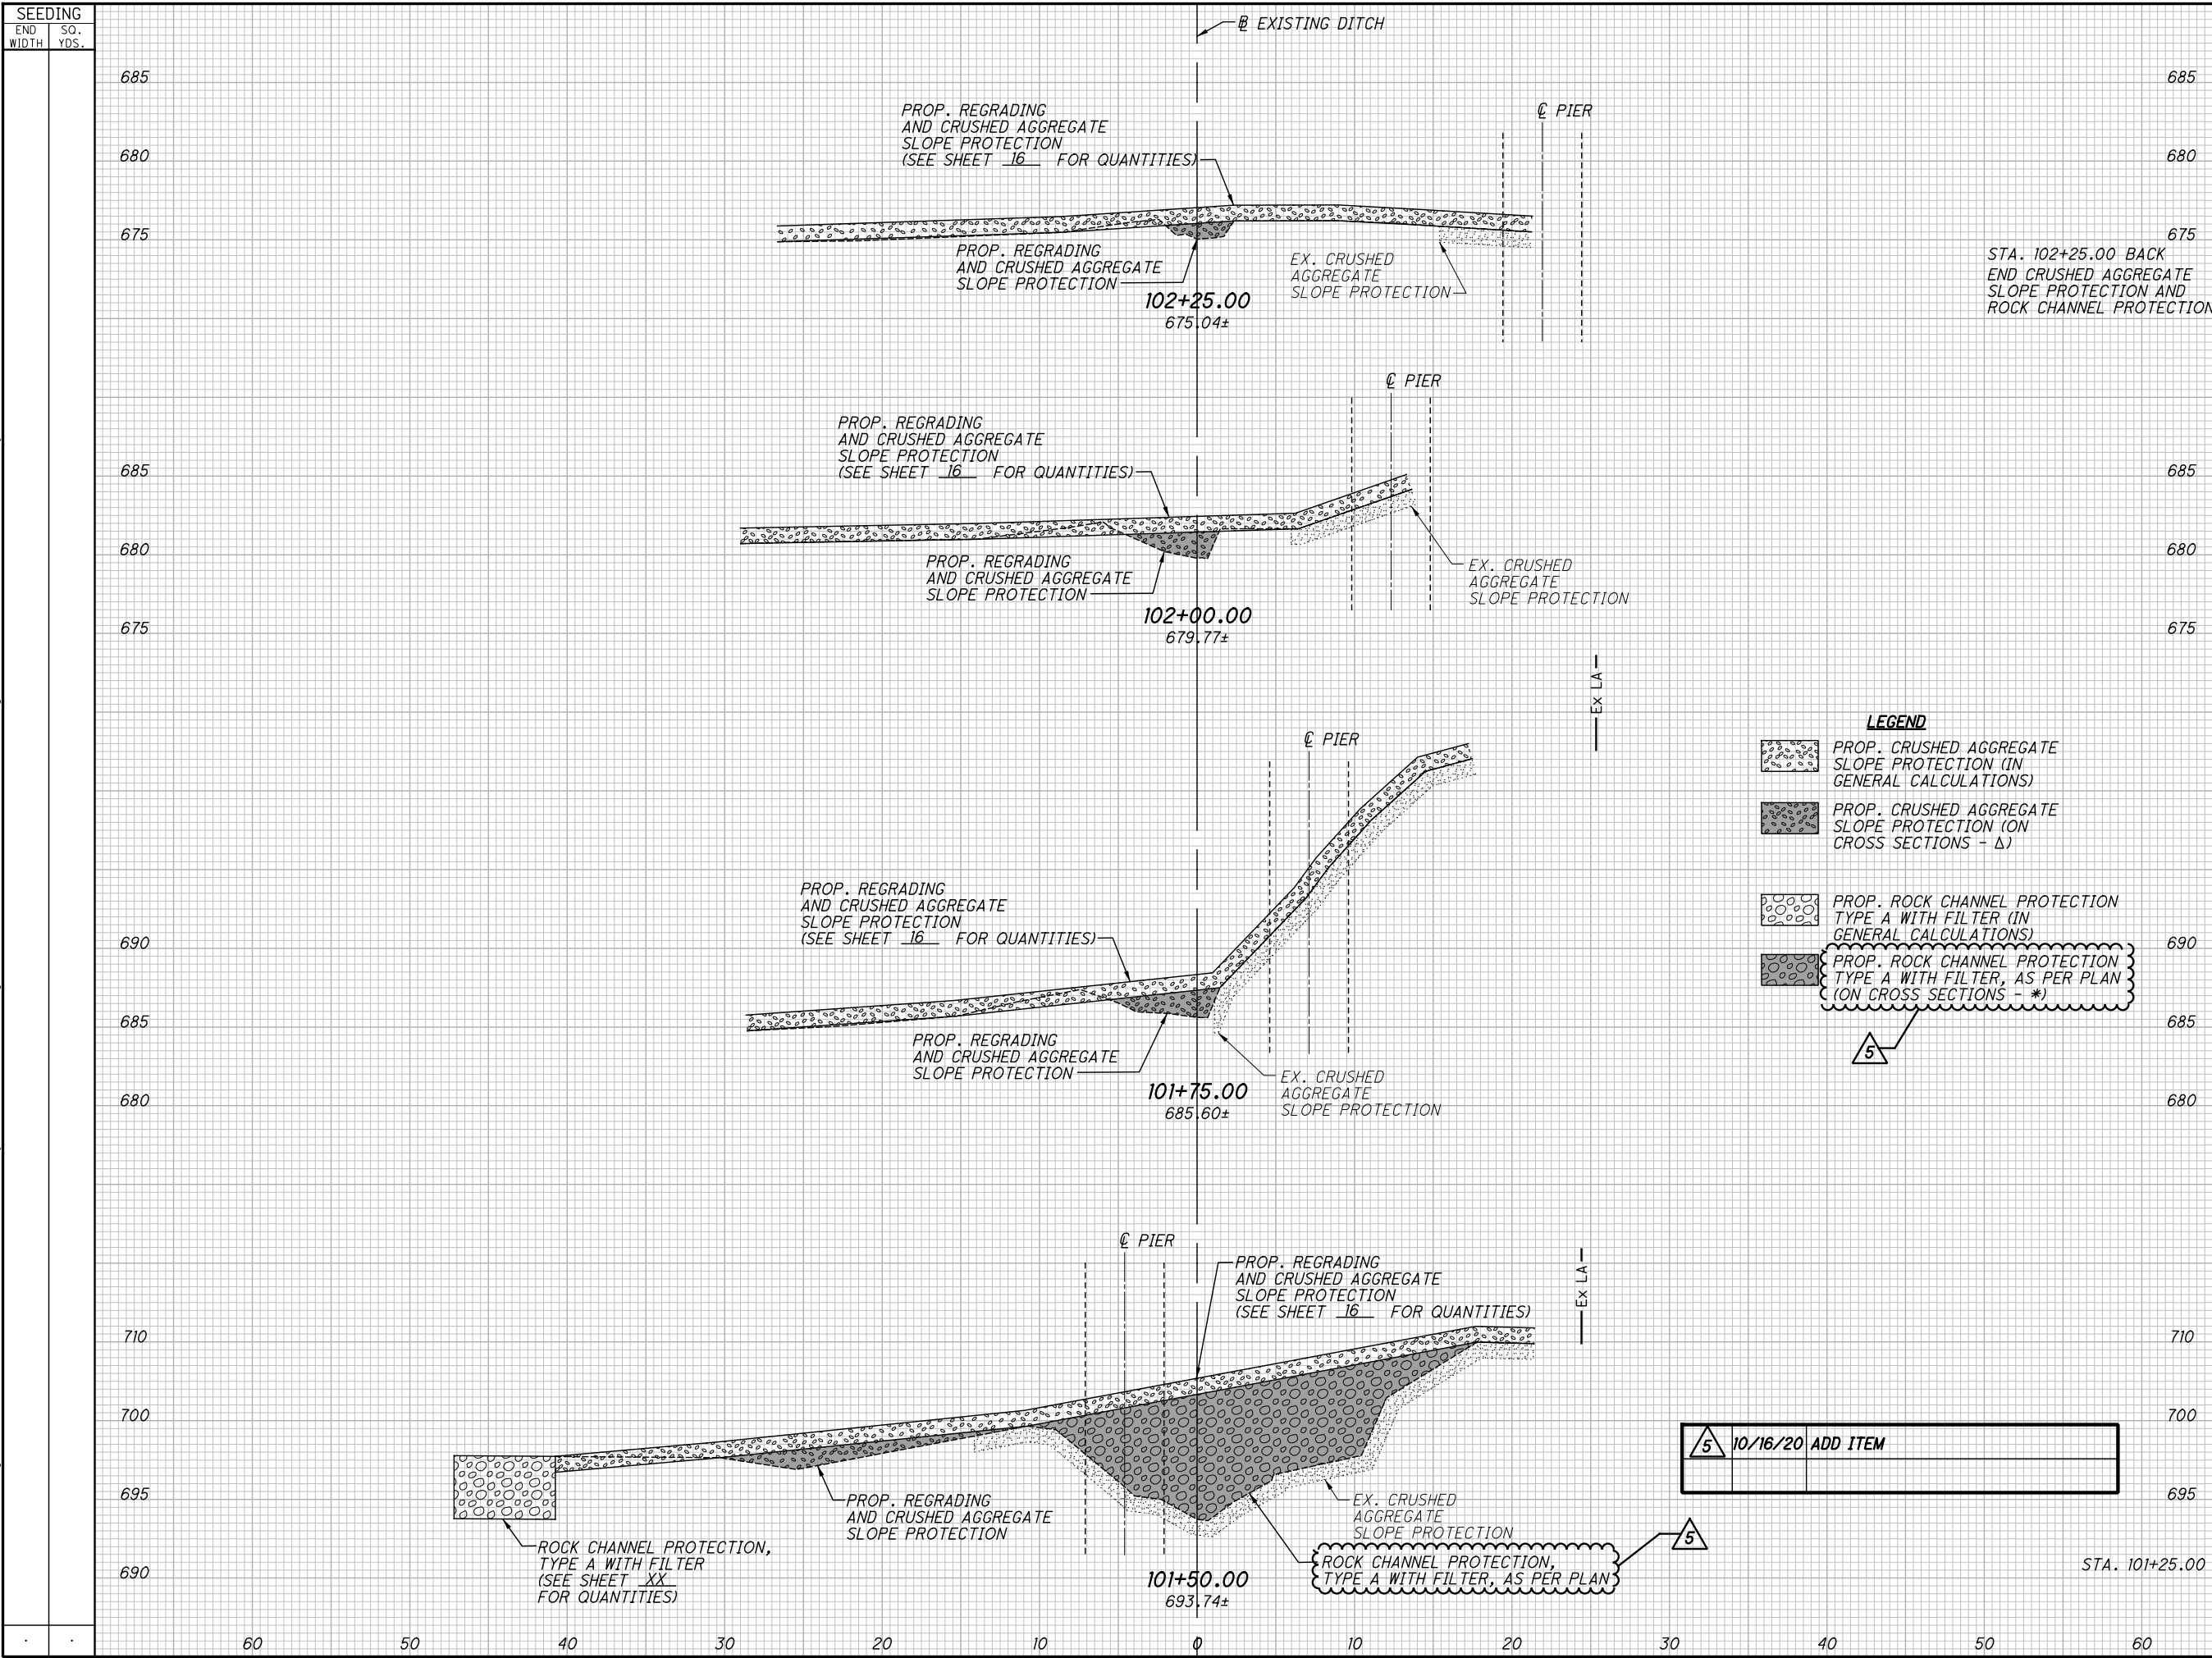 SEEDING
END WIDTH
SQ. YDS.
EXISTING DITCH
685
685
PROP. REGRADING
AND CRUSHED AGGREGATE
SLOPE PROTECTION
(SEE SHEET 16 FOR QUANTITIES)
℄ PIER
680
680
675
675
PROP. REGRADING
AND CRUSHED AGGREGATE
SLOPE PROTECTION
EX. CRUSHED
AGGREGATE
SLOPE PROTECTION
102+25.00
675.04±
STA. 102+25.00 BACK
END CRUSHED AGGREGATE
SLOPE PROTECTION AND
ROCK CHANNEL PROTECTION
℄ PIER
PROP. REGRADING
AND CRUSHED AGGREGATE
SLOPE PROTECTION
(SEE SHEET 16 FOR QUANTITIES)
685
685
680
680
PROP. REGRADING
AND CRUSHED AGGREGATE
SLOPE PROTECTION
EX. CRUSHED
AGGREGATE
SLOPE PROTECTION
102+00.00
679.77±
675
675
Ex LA
℄ PIER
LEGEND
PROP. CRUSHED AGGREGATE
SLOPE PROTECTION (IN
GENERAL CALCULATIONS)
PROP. CRUSHED AGGREGATE
SLOPE PROTECTION (ON
CROSS SECTIONS - Δ)
PROP. ROCK CHANNEL PROTECTION
TYPE A WITH FILTER (IN
GENERAL CALCULATIONS)
PROP. ROCK CHANNEL PROTECTION
TYPE A WITH FILTER, AS PER PLAN
(ON CROSS SECTIONS - *)
5
PROP. REGRADING
AND CRUSHED AGGREGATE
SLOPE PROTECTION
(SEE SHEET 16 FOR QUANTITIES)
690
690
685
685
PROP. REGRADING
AND CRUSHED AGGREGATE
SLOPE PROTECTION
EX. CRUSHED
AGGREGATE
SLOPE PROTECTION
101+75.00
685.60±
680
680
℄ PIER
PROP. REGRADING
AND CRUSHED AGGREGATE
SLOPE PROTECTION
(SEE SHEET 16 FOR QUANTITIES)
Ex LA
710
710
700
700
5 10/16/20 ADD ITEM
695
695
PROP. REGRADING
AND CRUSHED AGGREGATE
SLOPE PROTECTION
EX. CRUSHED
AGGREGATE
SLOPE PROTECTION
ROCK CHANNEL PROTECTION,
TYPE A WITH FILTER
(SEE SHEET XX
FOR QUANTITIES)
ROCK CHANNEL PROTECTION,
TYPE A WITH FILTER, AS PER PLAN
5
690
STA. 101+25.00
101+50.00
693.74±
60 50 40 30 20 10 0 10 20 30 40 50 60